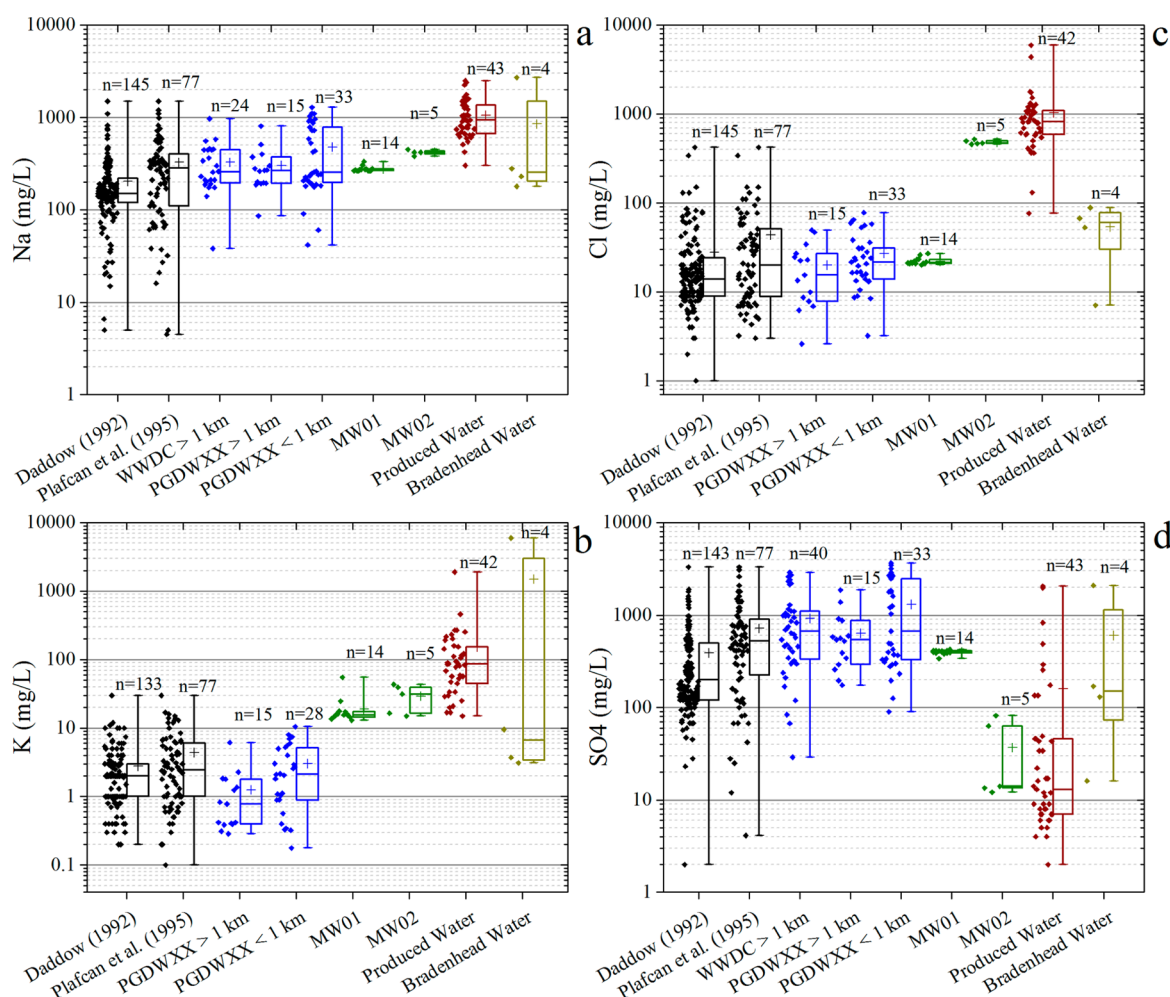 a
10000
1000
100
10
1
Na (mg/L)
n=145
n=77
n=24
n=15
n=33
n=14
n=5
n=43
n=4
Daddow (1992)
Plafcan et al. (1995)
WWDC > 1 km
PGDWXX > 1 km
PGDWXX < 1 km
MW01
MW02
Produced Water
Bradenhead Water
c
10000
1000
100
10
1
Cl (mg/L)
n=145
n=77
n=15
n=33
n=14
n=5
n=42
n=4
Daddow (1992)
Plafcan et al. (1995)
PGDWXX > 1 km
PGDWXX < 1 km
MW01
MW02
Produced Water
Bradenhead Water
b
10000
1000
100
10
1
0.1
K (mg/L)
n=133
n=77
n=15
n=28
n=14
n=5
n=42
n=4
Daddow (1992)
Plafcan et al. (1995)
PGDWXX > 1 km
PGDWXX < 1 km
MW01
MW02
Produced Water
Bradenhead Water
d
10000
1000
100
10
1
SO4 (mg/L)
n=143
n=77
n=40
n=15
n=33
n=14
n=5
n=43
n=4
Daddow (1992)
Plafcan et al. (1995)
WWDC > 1 km
PGDWXX > 1 km
PGDWXX < 1 km
MW01
MW02
Produced Water
Bradenhead Water